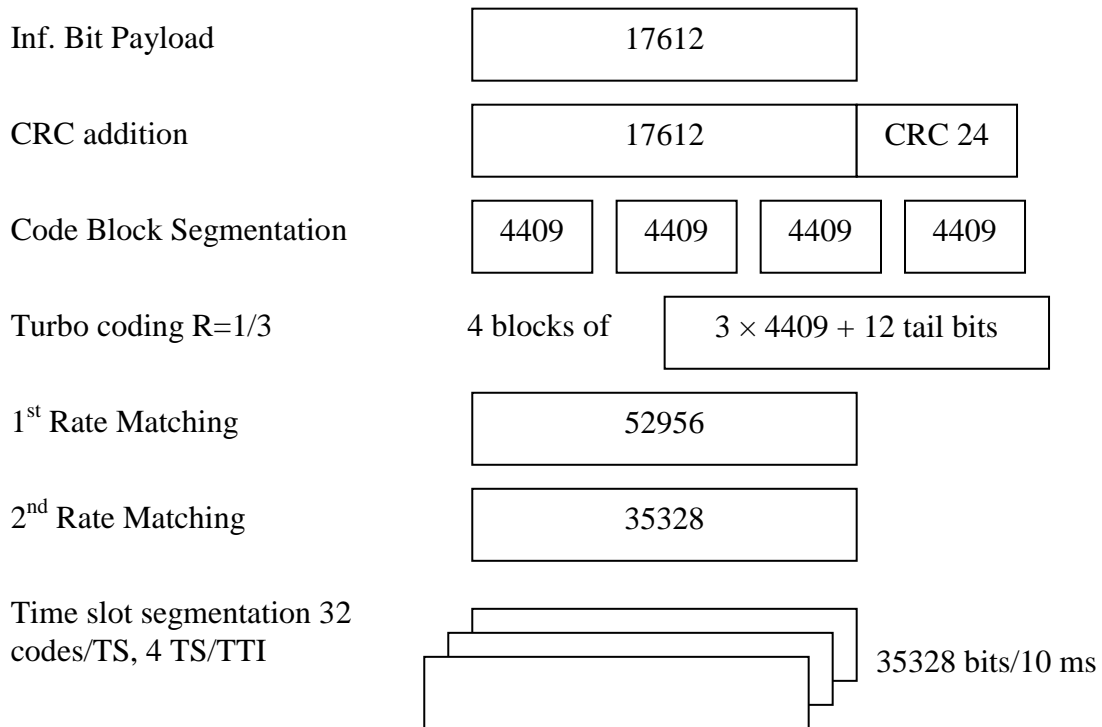 Inf. Bit Payload
17612
CRC addition
17612
CRC 24
Code Block Segmentation
4409
4409
4409
4409
Turbo coding R=1/3
4 blocks of
3 × 4409 + 12 tail bits
1st Rate Matching
52956
2nd Rate Matching
35328
Time slot segmentation 32
codes/TS, 4 TS/TTI
35328 bits/10 ms